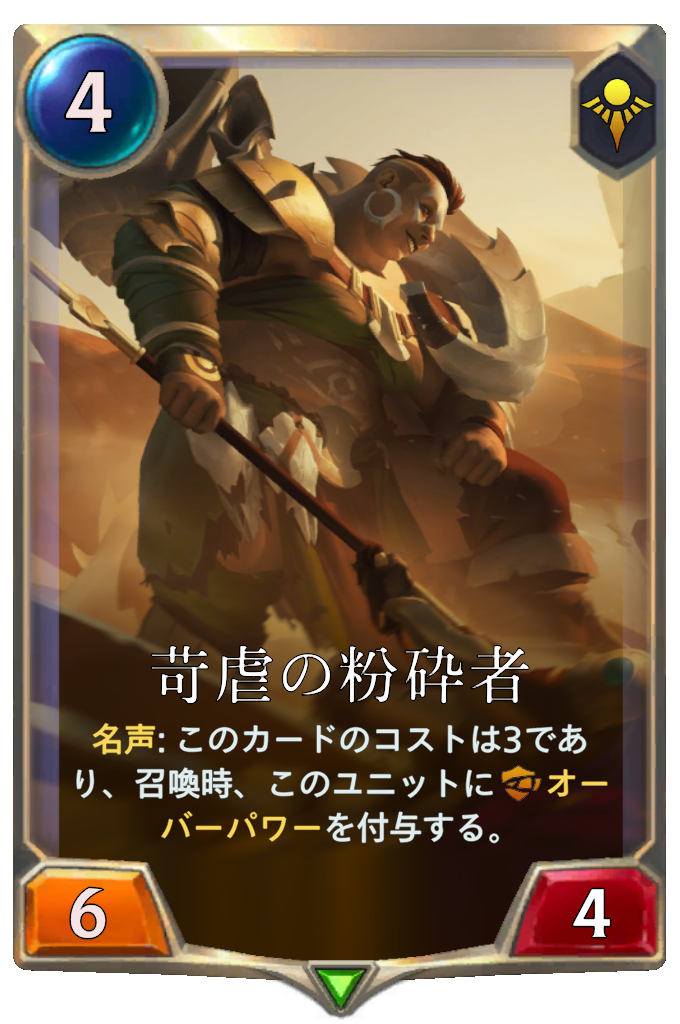 4
苛虐の粉砕者
名声: このカードのコストは3であ
り、召喚時、このユニットにオー
バーパワーを付与する。
6
4